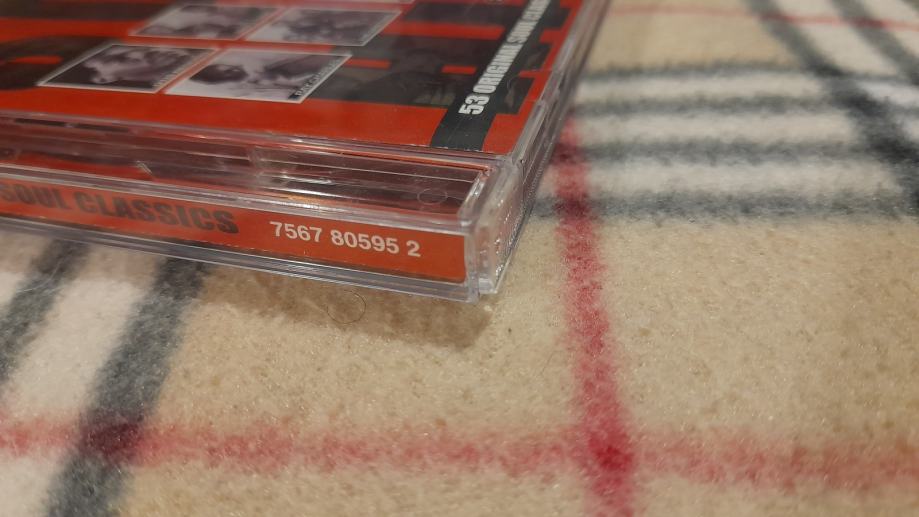 53 ORIGINAL SOUL CLASSICS
SOUL CLASSICS
7567 80595 2